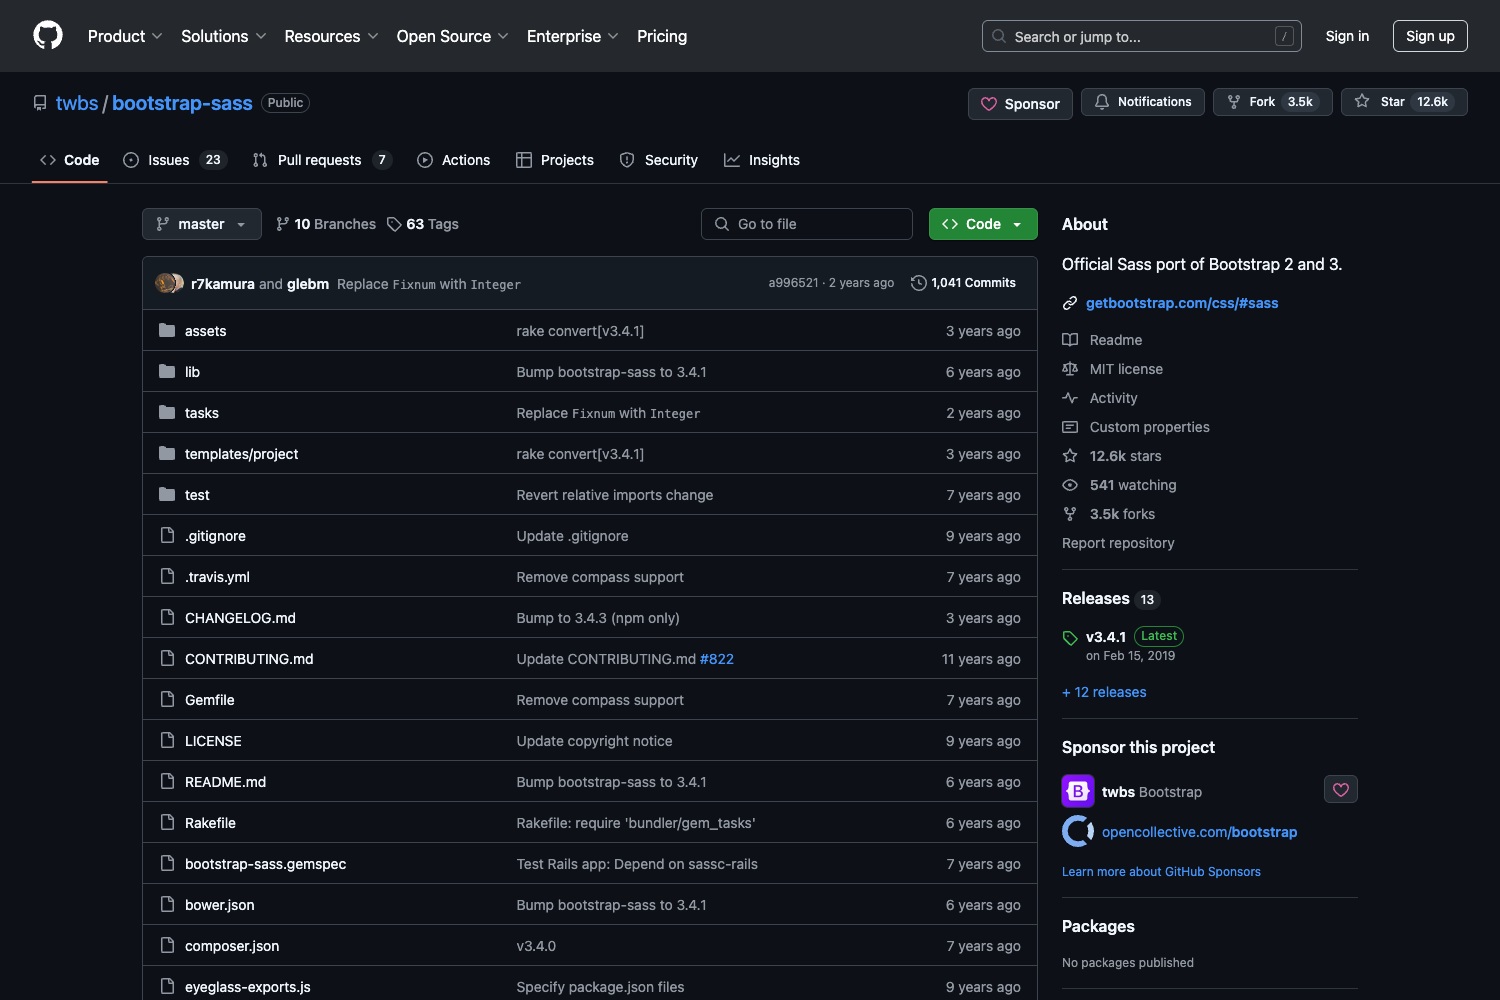 Product Solutions Resources Open Source Enterprise Pricing Search or jump to... / Sign in Sign up
twbs / bootstrap-sass Public Sponsor Notifications Fork 3.5k Star 12.6k
Code Issues 23 Pull requests 7 Actions Projects Security Insights
master 10 Branches 63 Tags Go to file Code
r7kamura and glebm Replace Fixnum with Integer a996521 · 2 years ago 1,041 Commits
assets rake convert[v3.4.1] 3 years ago
lib Bump bootstrap-sass to 3.4.1 6 years ago
tasks Replace Fixnum with Integer 2 years ago
templates/project rake convert[v3.4.1] 3 years ago
test Revert relative imports change 7 years ago
.gitignore Update .gitignore 9 years ago
.travis.yml Remove compass support 7 years ago
CHANGELOG.md Bump to 3.4.3 (npm only) 3 years ago
CONTRIBUTING.md Update CONTRIBUTING.md #822 11 years ago
Gemfile Remove compass support 7 years ago
LICENSE Update copyright notice 9 years ago
README.md Bump bootstrap-sass to 3.4.1 6 years ago
Rakefile Rakefile: require 'bundler/gem_tasks' 6 years ago
bootstrap-sass.gemspec Test Rails app: Depend on sassc-rails 7 years ago
bower.json Bump bootstrap-sass to 3.4.1 6 years ago
composer.json v3.4.0 7 years ago
eyeglass-exports.js Specify package.json files 9 years ago
About
Official Sass port of Bootstrap 2 and 3.
getbootstrap.com/css/#sass
Readme
MIT license
Activity
Custom properties
12.6k stars
541 watching
3.5k forks
Report repository
Releases 13
v3.4.1 Latest
on Feb 15, 2019
+ 12 releases
Sponsor this project
B twbs Bootstrap
opencollective.com/bootstrap
Learn more about GitHub Sponsors
Packages
No packages published